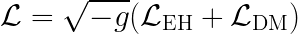 ℒ = √−g(ℒ_EH + ℒ_DM)